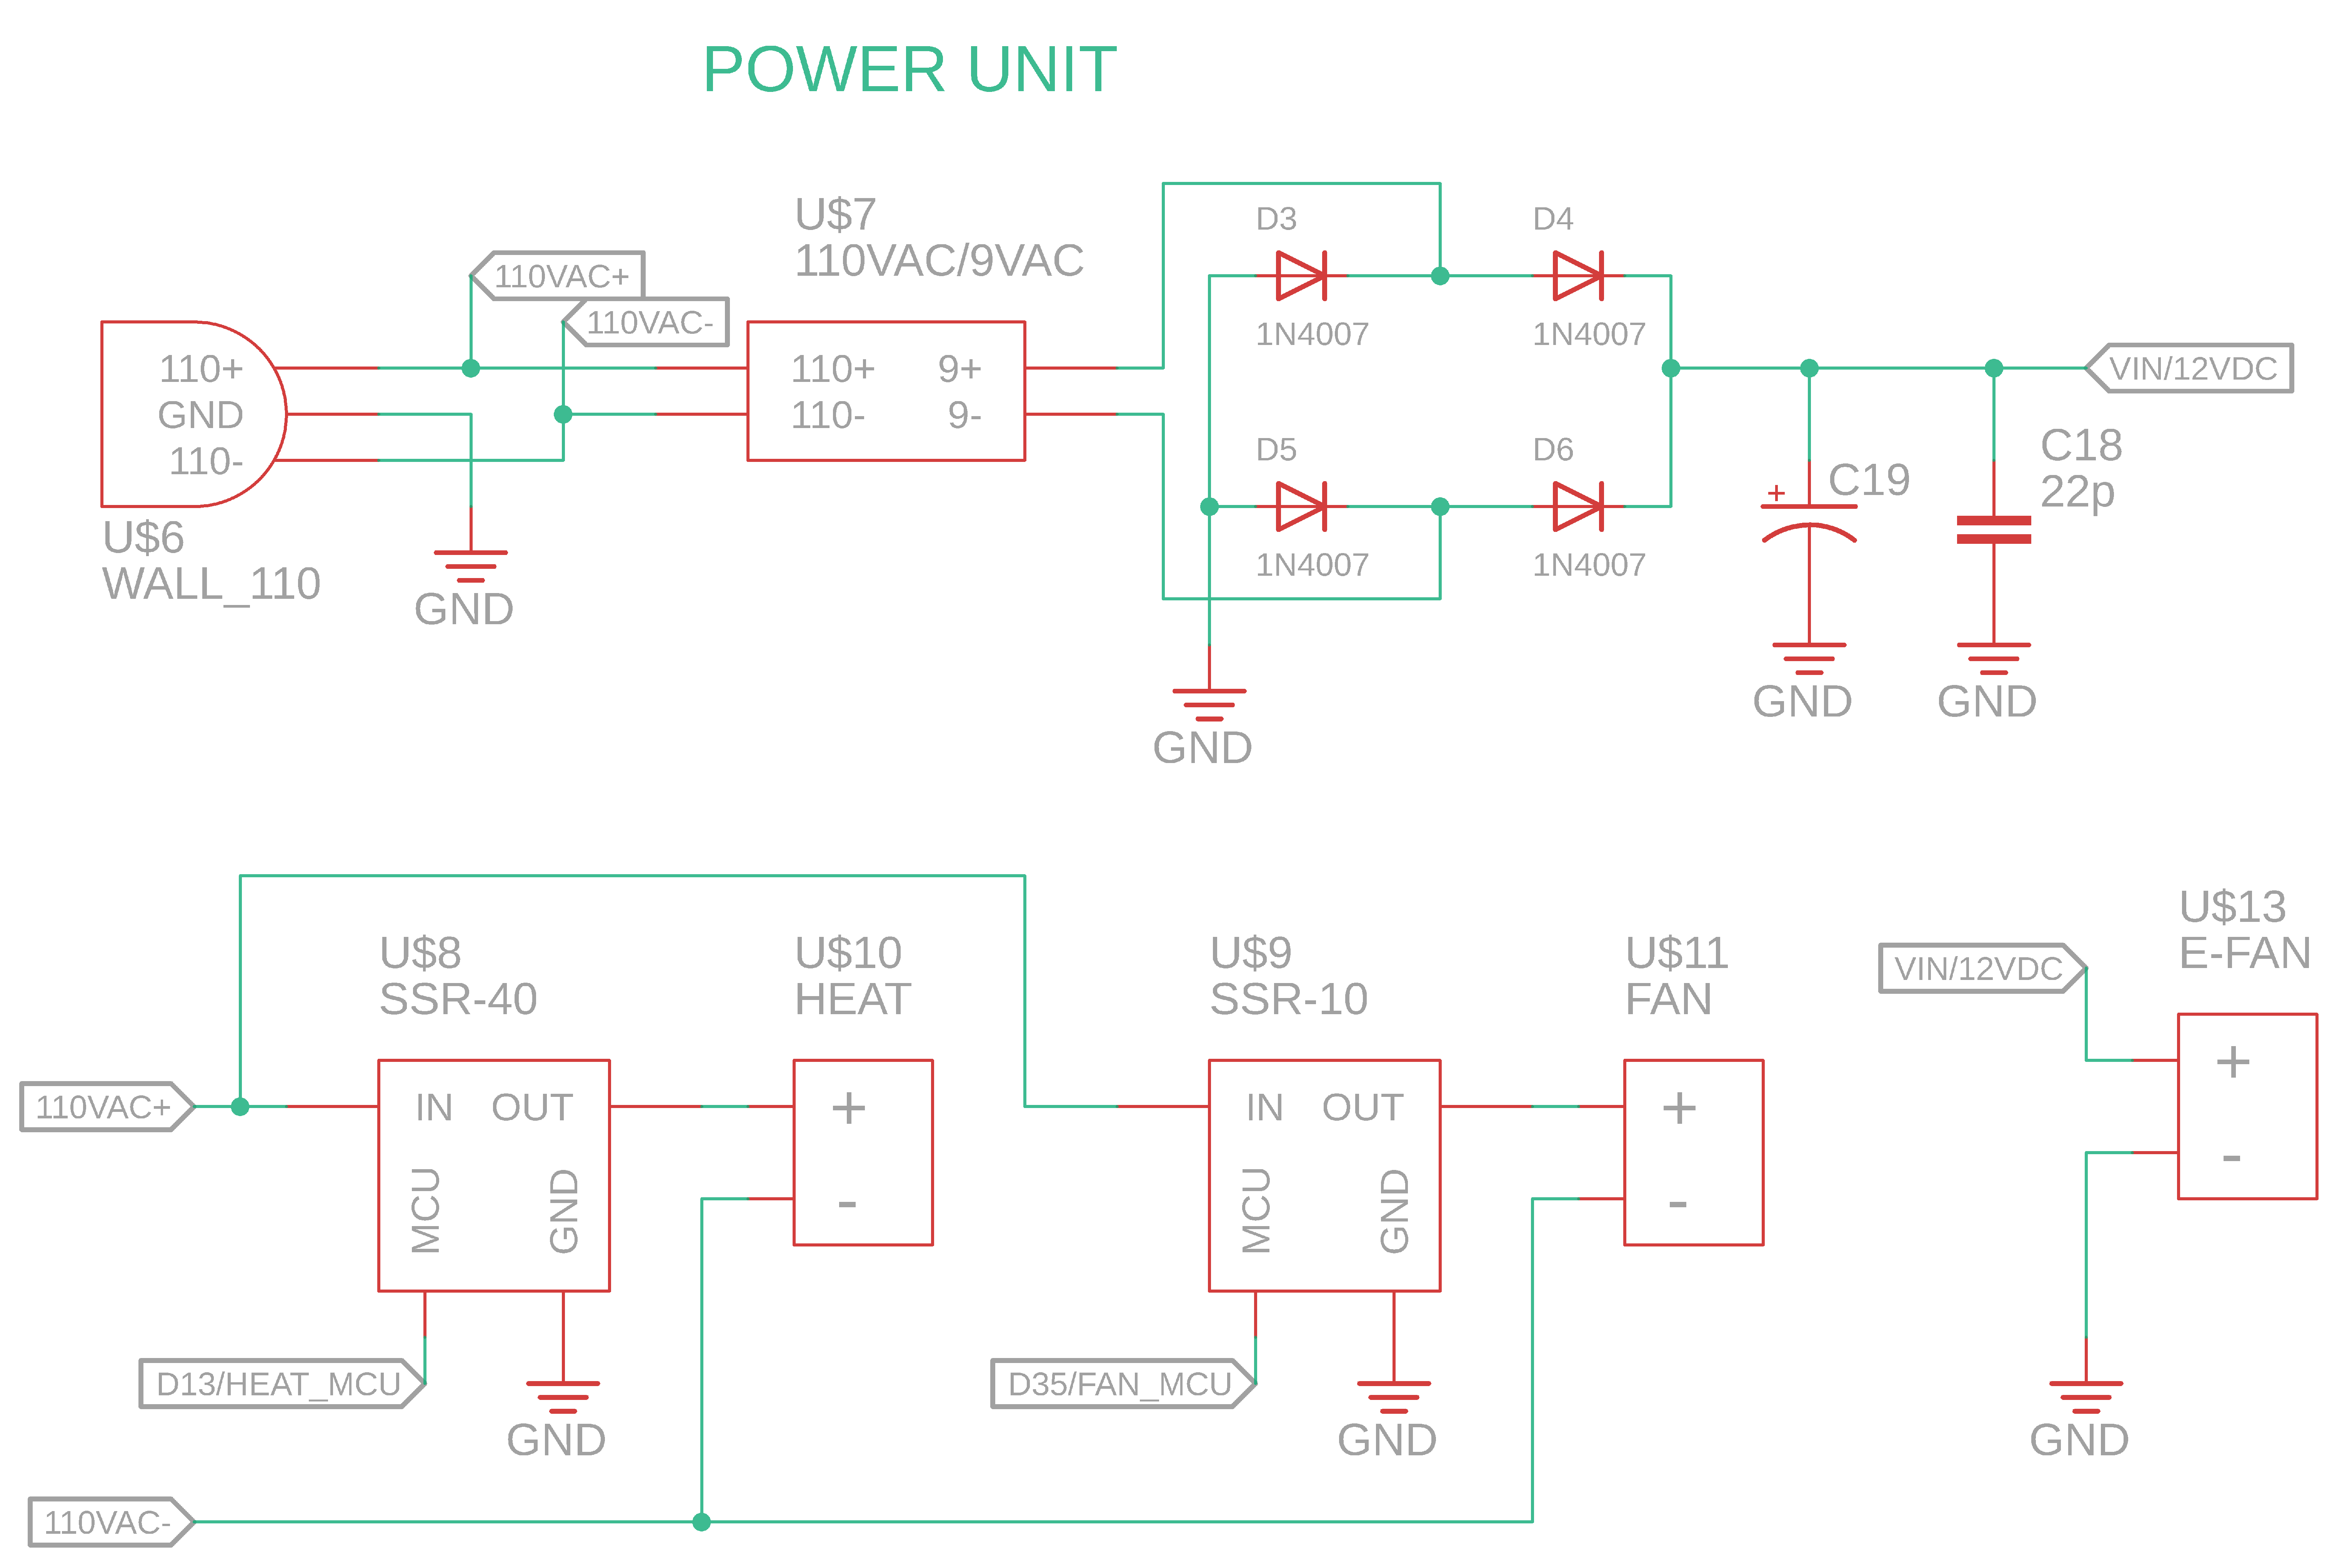 POWER UNIT
U$7
110VAC/9VAC
D3
D4
110VAC+
110VAC-
1N4007
1N4007
110+
GND
110-
110+
110-
9+
9-
VIN/12VDC
D5
D6
C18
22p
+
C19
U$6
WALL_110
1N4007
1N4007
GND
GND
GND
GND
U$13
E-FAN
U$8
SSR-40
U$10
HEAT
U$9
SSR-10
U$11
FAN
VIN/12VDC
+
-
110VAC+
IN
OUT
MCU
GND
+
-
IN
OUT
MCU
GND
+
-
D13/HEAT_MCU
D35/FAN_MCU
GND
GND
GND
110VAC-